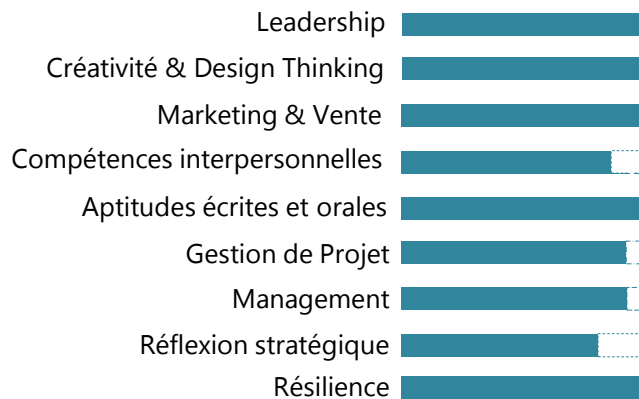 Leadership
Créativité & Design Thinking
Marketing & Vente
Compétences interpersonnelles
Aptitudes écrites et orales
Gestion de Projet
Management
Réflexion stratégique
Résilience